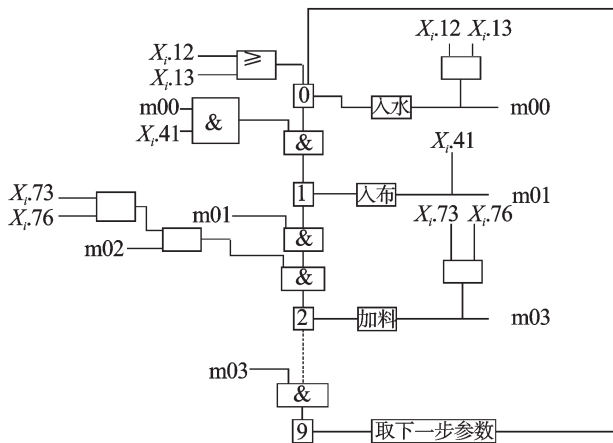 Xi.12 Xi.13
Xi.12
≥
Xi.13
0
入水
m00
m00
&
Xi.41
&
Xi.41
1
入布
m01
Xi.73
Xi.76
m01
&
Xi.73 Xi.76
m02
&
2
加料
m03
m03
&
9
取下一步参数